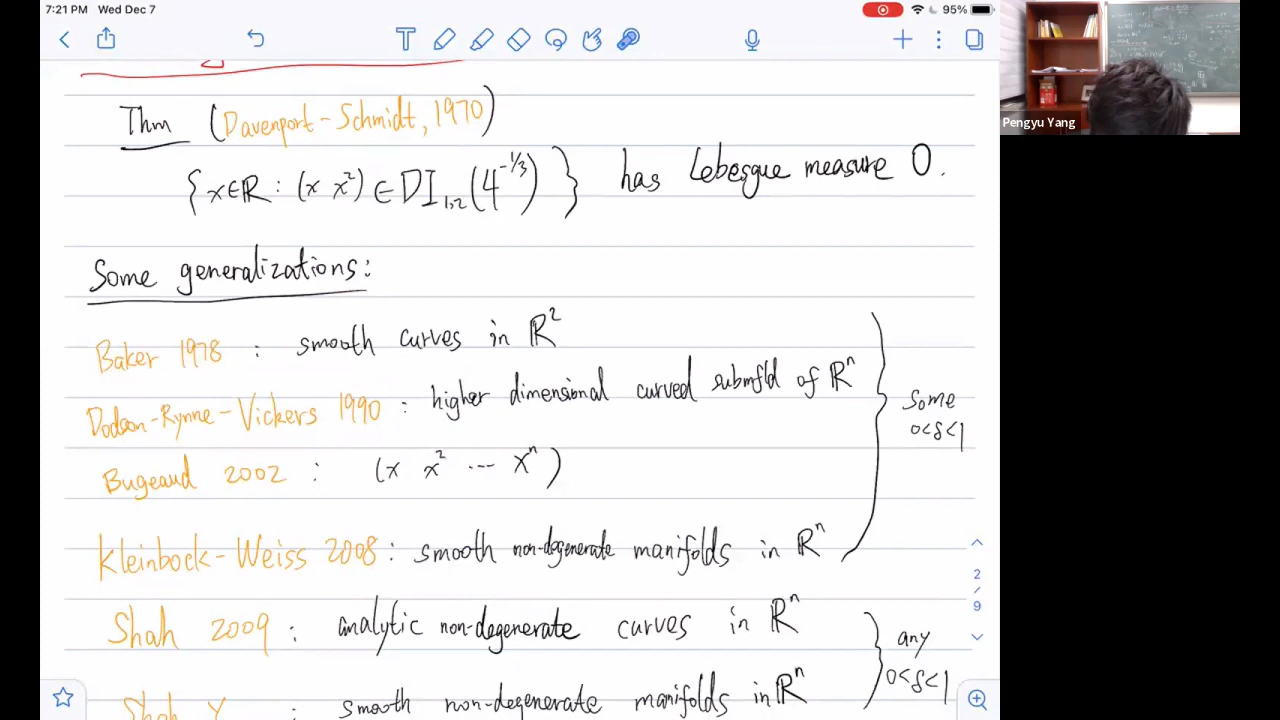 7:21 PM Wed Dec 7
95%
Pengyu Yang
Thm (Davenport-Schmidt, 1970)
{x∈ℝ : (x x²) ∈ DI₁,₂(4^{-1/3})} has Lebesgue measure 0.
Some generalizations:
Baker 1978 : smooth curves in ℝ²
Dodson-Rynne-Vickers 1990 : higher dimensional curved submfld of ℝⁿ
Bugeaud 2002 : (x x² ... xⁿ)
Kleinbock-Weiss 2008 : smooth non-degenerate manifolds in ℝⁿ
some
0<δ<1
Shah 2009 : analytic non-degenerate curves in ℝⁿ
Shah Y : smooth non-degenerate manifolds in ℝⁿ
any
0<δ<1
2
/
9